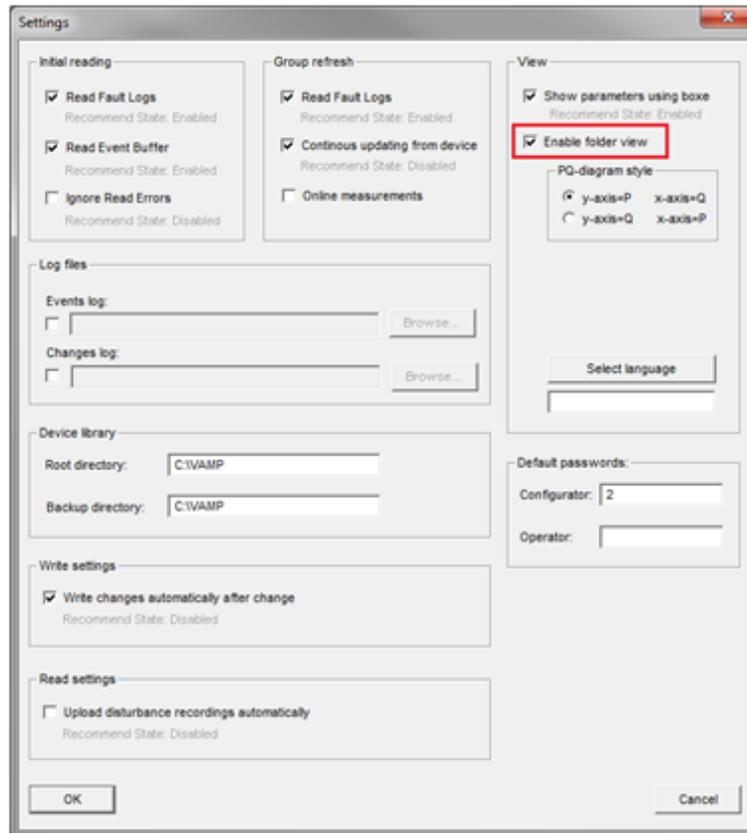 Settings
Initial reading
Read Fault Logs
Recommend State: Enabled
Read Event Buffer
Recommend State: Enabled
Ignore Read Errors
Recommend State: Disabled
Group refresh
Read Fault Logs
Recommend State: Enabled
Continous updating from device
Recommend State: Disabled
Online measurements
View
Show parameters using boxe
Recommend State: Enabled
Enable folder view
PQ-diagram style
y-axis=P x-axis=Q
y-axis=Q x-axis=P
Select language
Log files
Events log:
Browse...
Changes log:
Browse...
Device library
Root directory: C:\VAMP
Backup directory: C:\VAMP
Default passwords:
Configurator: 2
Operator:
Write settings
Write changes automatically after change
Recommend State: Disabled
Read settings
Upload disturbance recordings automatically
Recommend State: Disabled
OK
Cancel